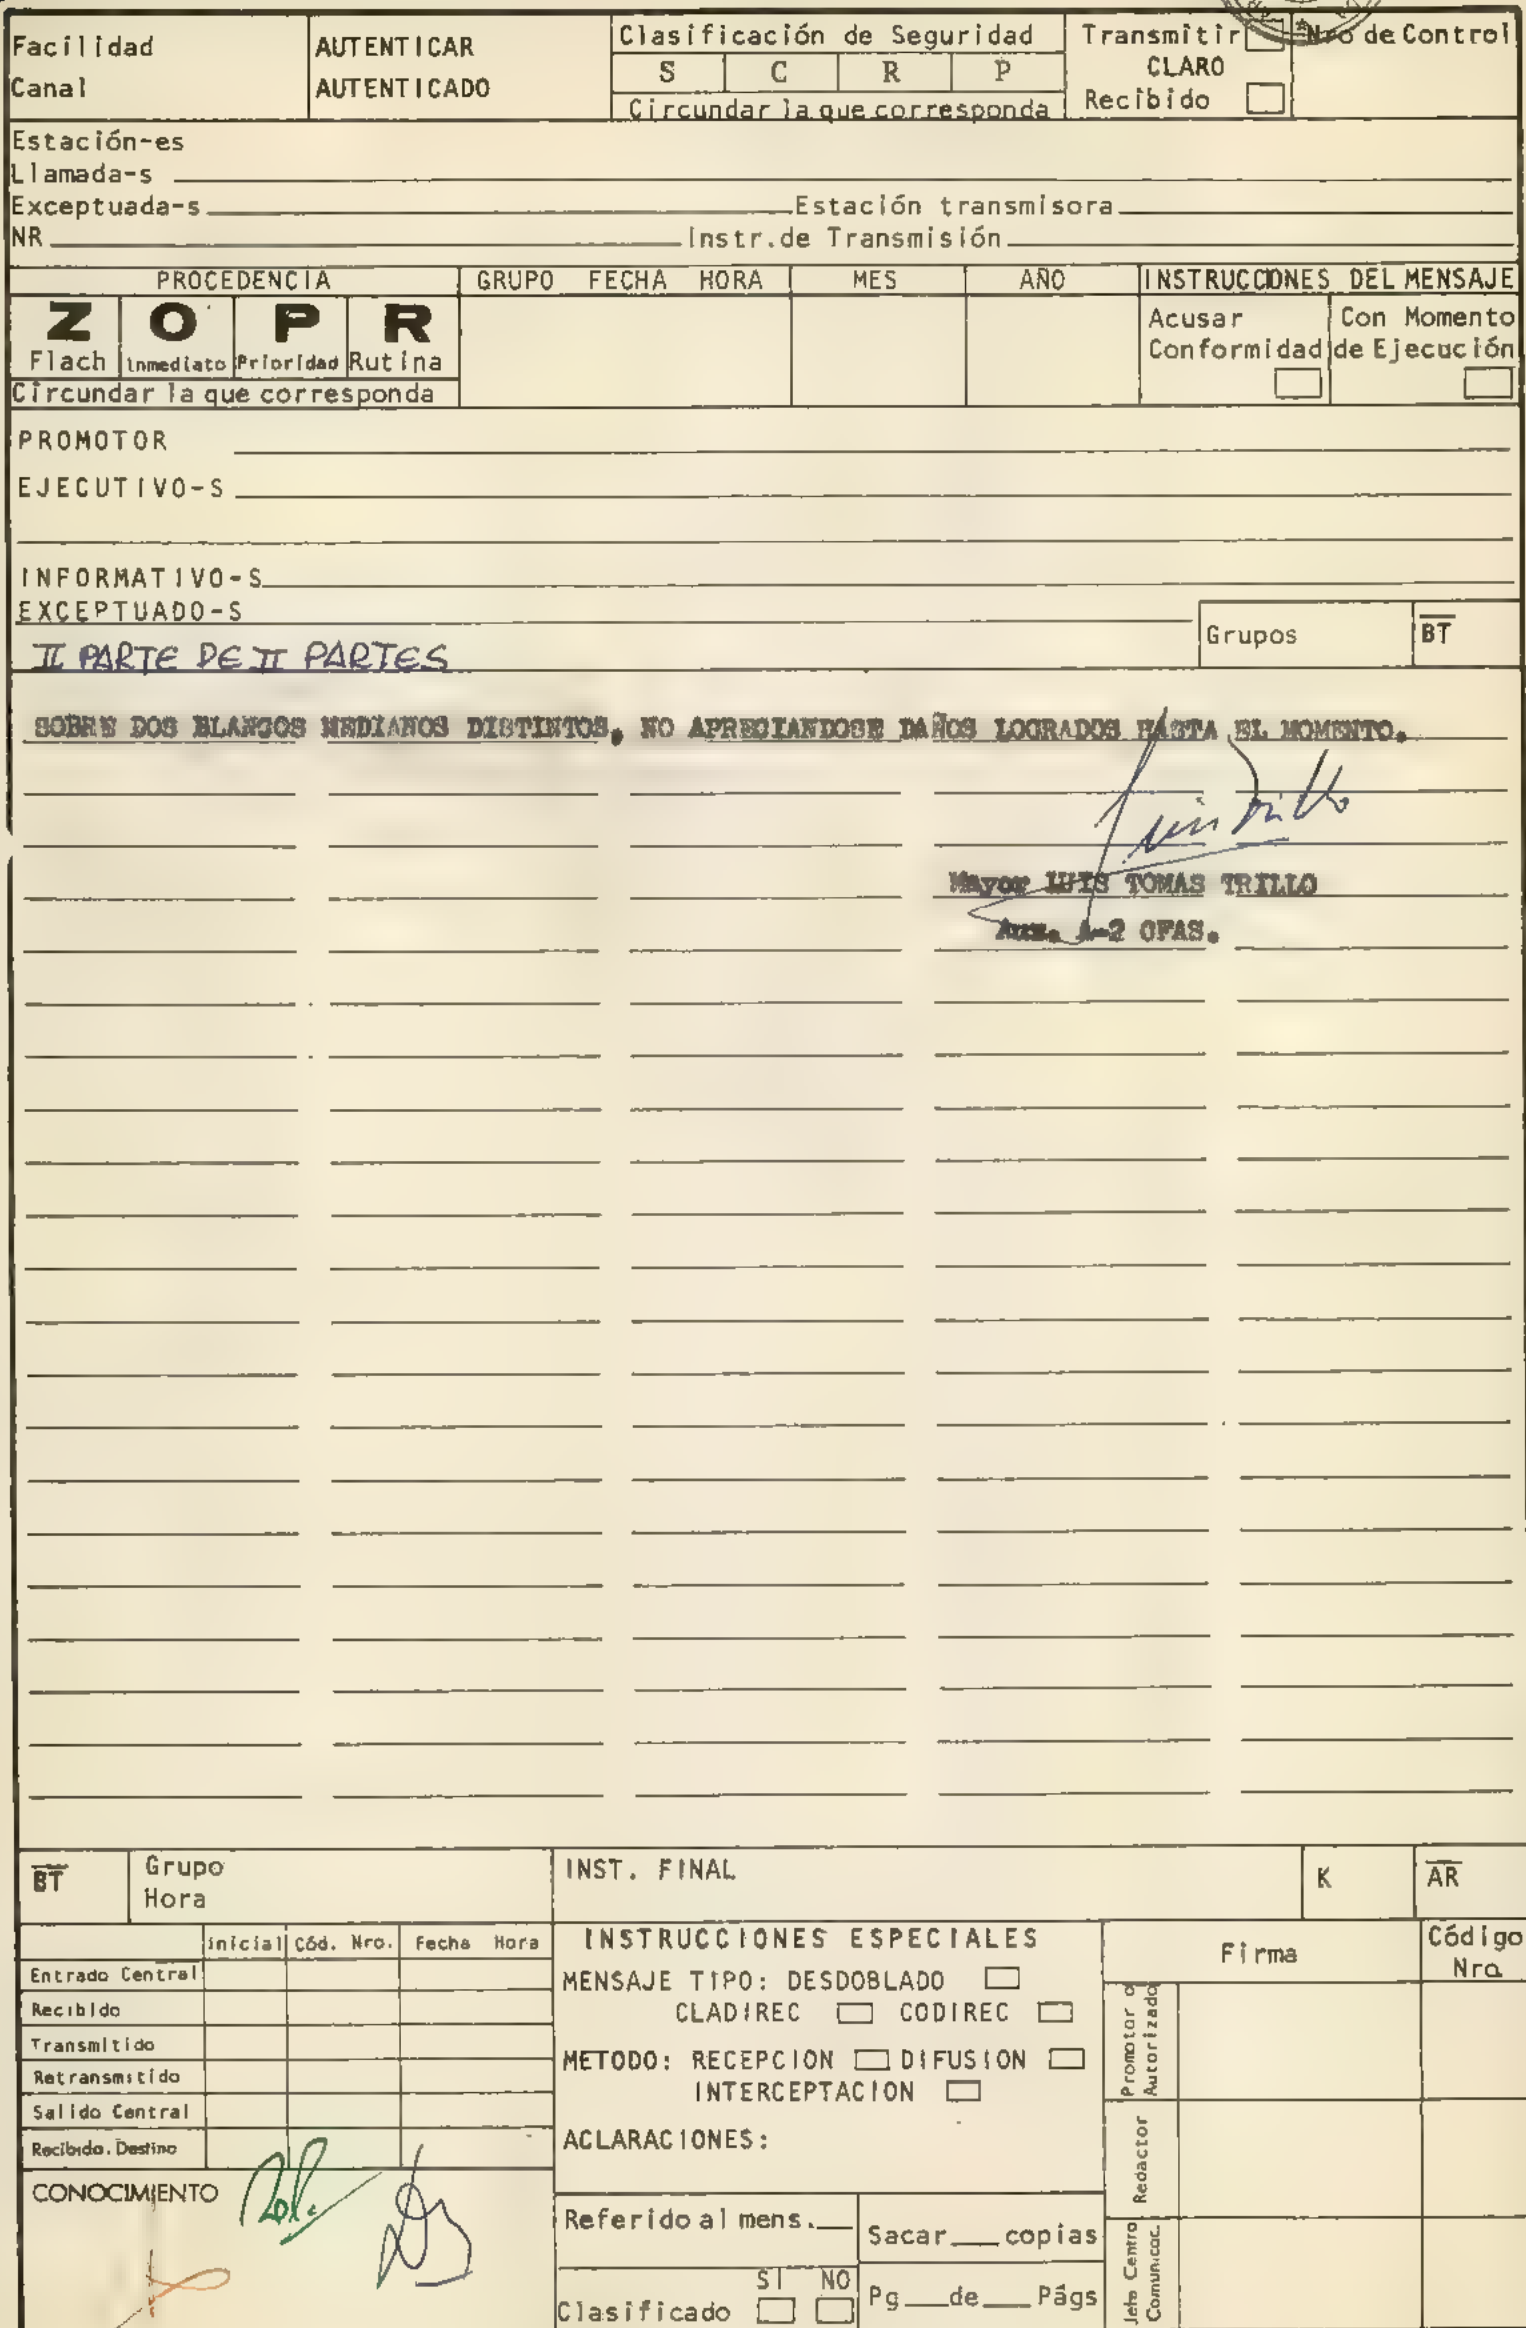 Facilidad
Canal
AUTENTICAR
AUTENTICADO
Clasificación de Seguridad
S C R P
Circundar la que corresponda
Transmitir
CLARO
Recibido
Nro de Control
Estación-es
Llamada-s
Exceptuada-s Estación transmisora
NR Instr. de Transmisión
PROCEDENCIA GRUPO FECHA HORA MES AÑO INSTRUCCIONES DEL MENSAJE
Z O P R
Flach Inmediato Prioridad Rutina
Circundar la que corresponda
Acusar
Conformidad
Con Momento
de Ejecución
PROMOTOR
EJECUTIVO-S
INFORMATIVO-S
EXCEPTUADO-S
Grupos BT
II PARTE DE II PARTES
SOBRE DOS BLANCOS MEDIANOS DISTINTOS, NO APRECIANDOSE DAÑOS LOGRADOS HASTA EL MOMENTO.
Mayor LUIS TOMAS TRILLO
Aux. A-2 OFAS.
BT Grupo
Hora
INST. FINAL K AR
Inicial Cód. Nro. Fecha Hora
Entrado Central
Recibido
Transmitido
Retransmitido
Salido Central
Recibido. Destino
CONOCIMIENTO
INSTRUCCIONES ESPECIALES
MENSAJE TIPO: DESDOBLADO
CLADIREC CODIREC
METODO: RECEPCION DIFUSION
INTERCEPTACION
ACLARACIONES:
Referido al mens.
SI NO
Clasificado
Sacar copias
Pg de Págs
Firma Código
Nro.
Promotor o
Autorizado
Redactor
Jefe Centro
Comunicac.